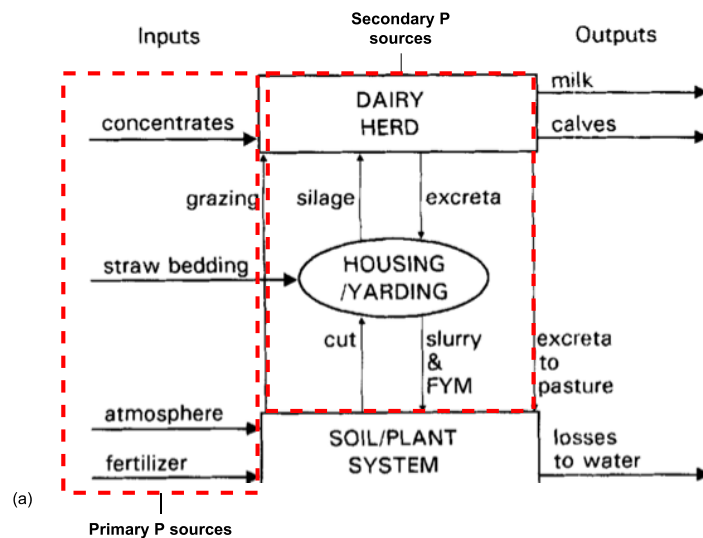 Secondary P
sources
Inputs
Outputs
DAIRY
HERD
milk
calves
concentrates
grazing
silage
excreta
straw bedding
HOUSING
/YARDING
cut
slurry
&
FYM
excreta
to
pasture
atmosphere
fertilizer
SOIL/PLANT
SYSTEM
losses
to water
(a)
Primary P sources